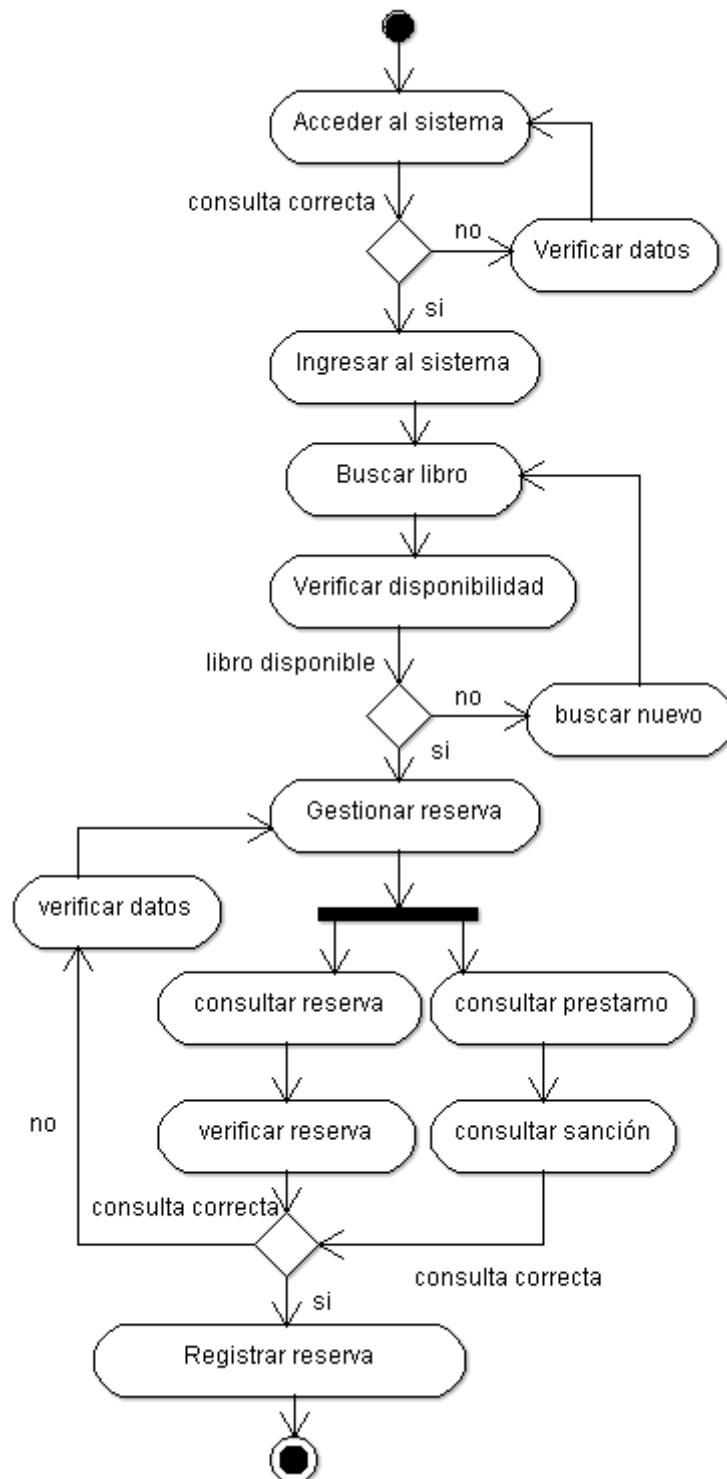 Acceder al sistema
consulta correcta
no
Verificar datos
si
Ingresar al sistema
Buscar libro
Verificar disponibilidad
libro disponible
no
buscar nuevo
si
Gestionar reserva
verificar datos
consultar reserva
consultar prestamo
no
verificar reserva
consultar sanción
consulta correcta
consulta correcta
si
Registrar reserva